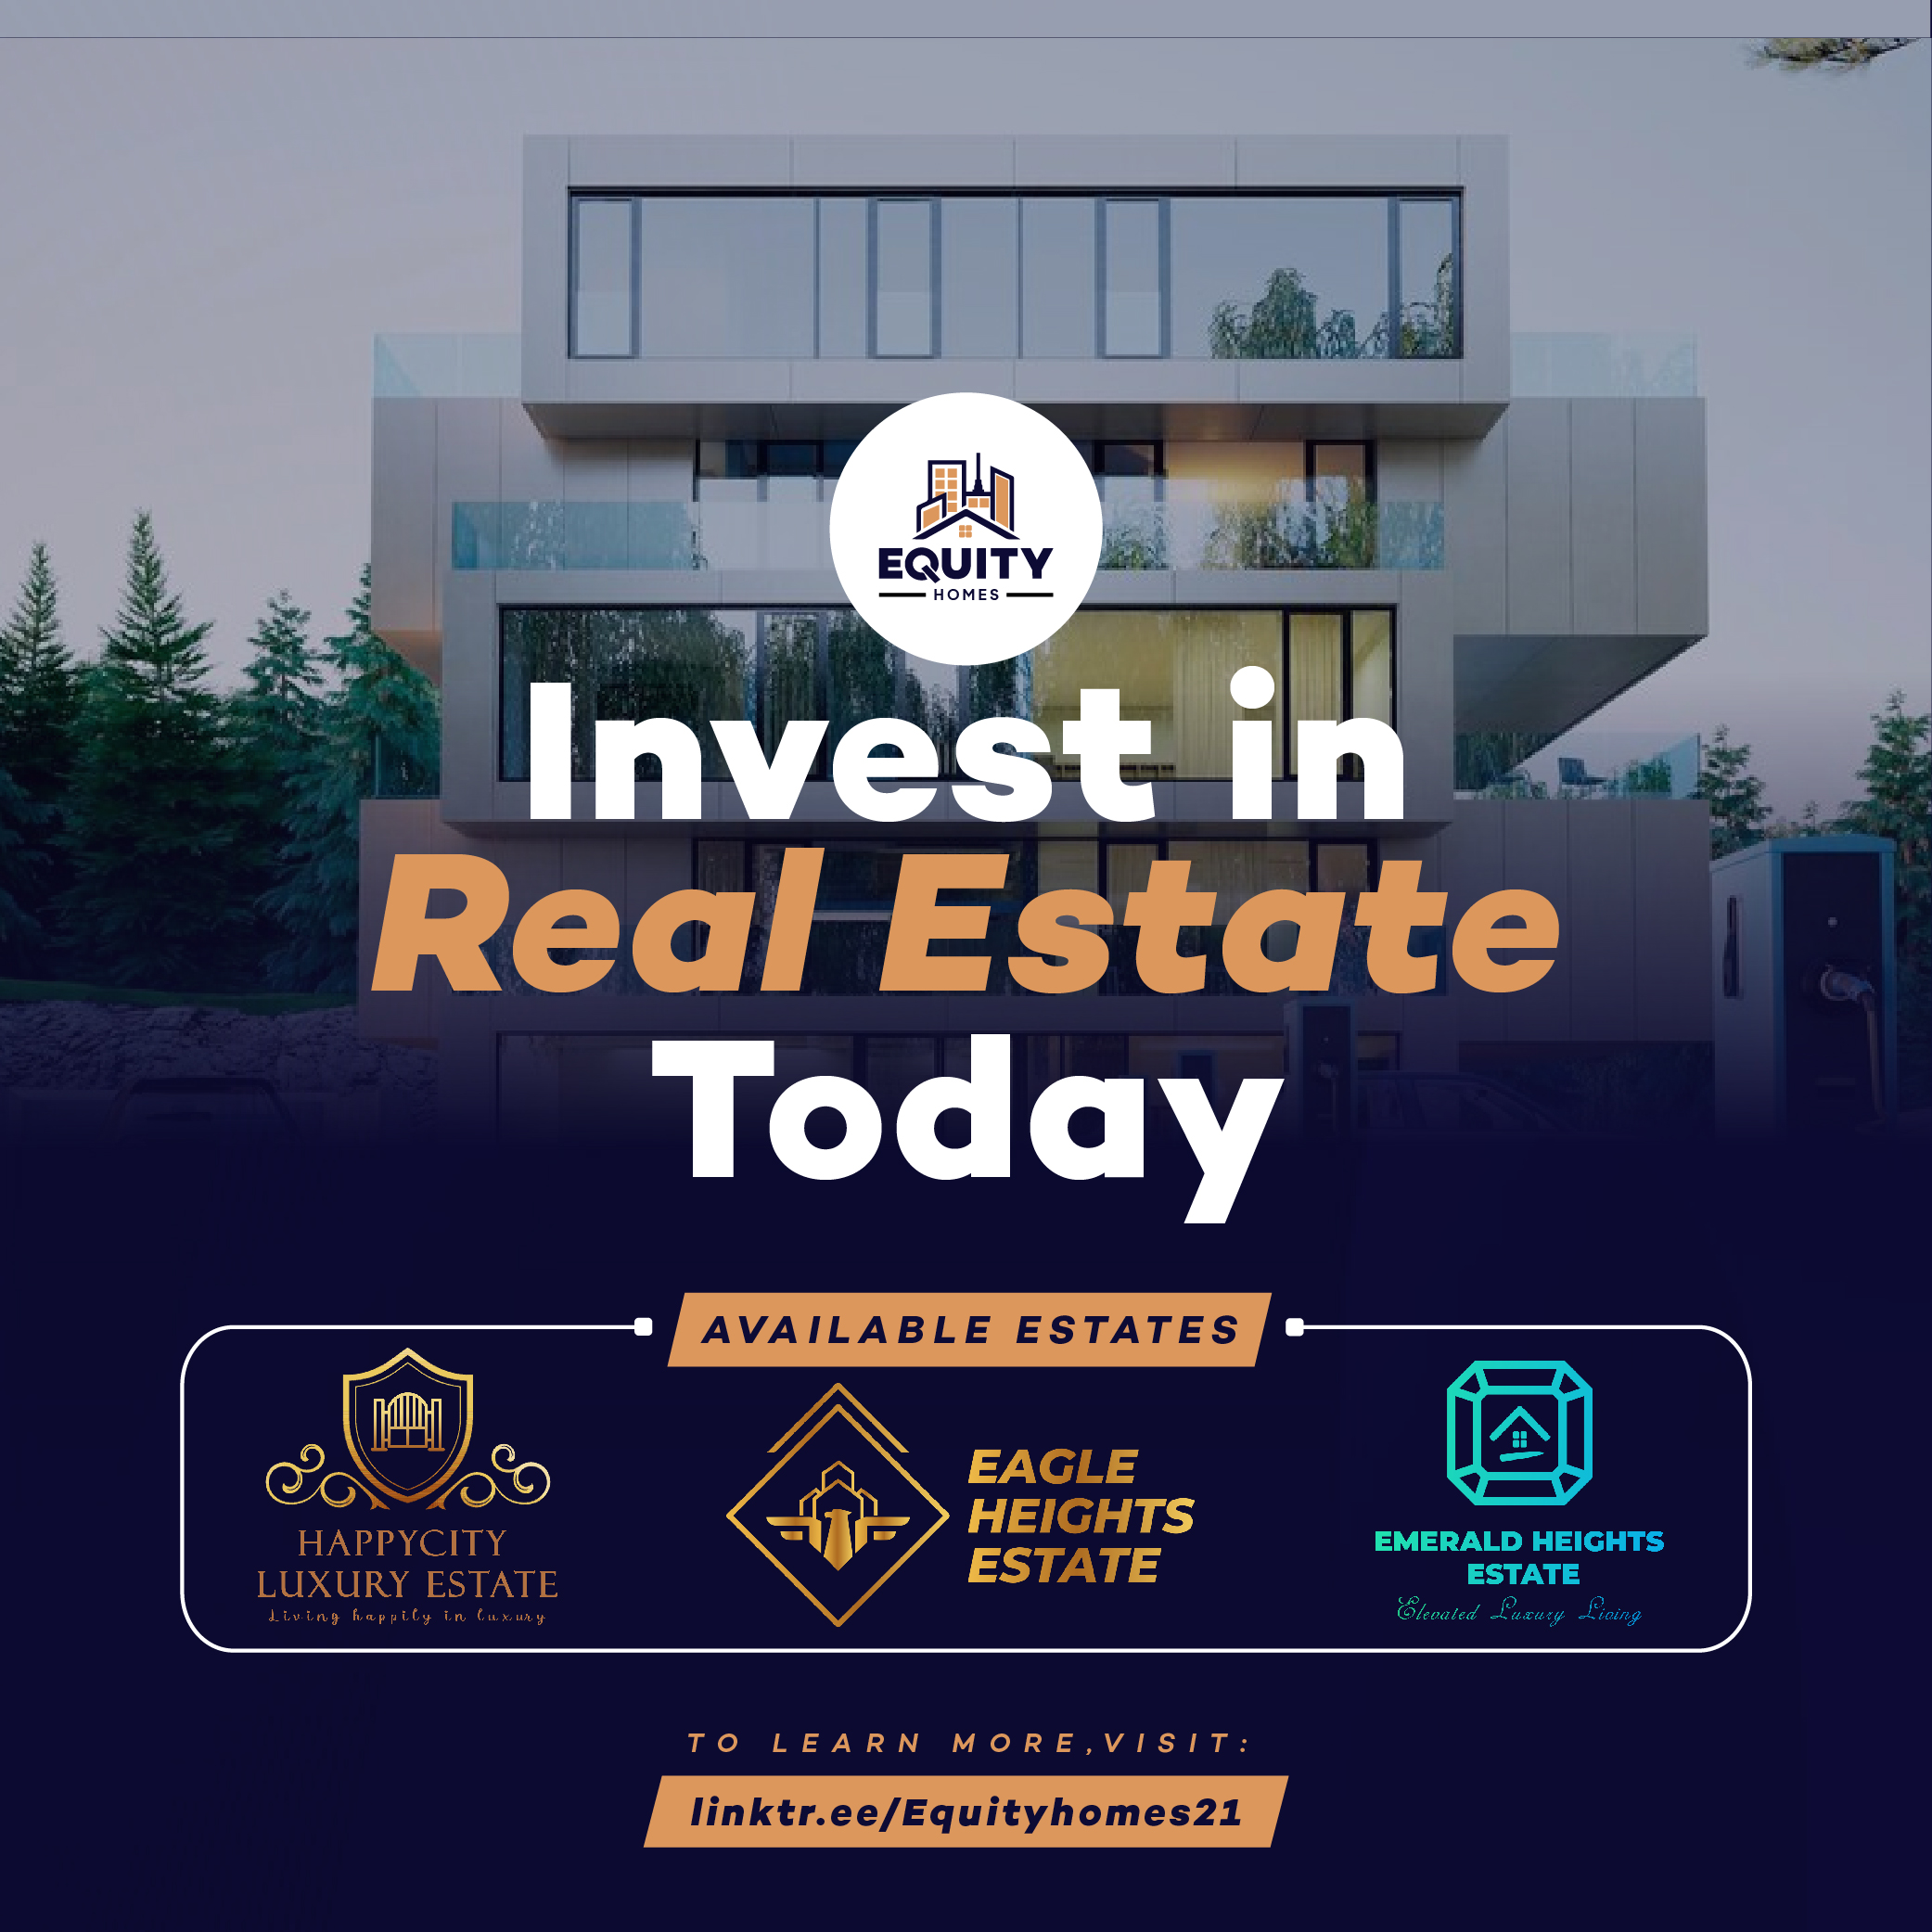 EQUITY
HOMES
Invest in
Real Estate
Today
AVAILABLE ESTATES
HAPPYCITY
LUXURY ESTATE
Living happily in luxury
EAGLE
HEIGHTS
ESTATE
EMERALD HEIGHTS
ESTATE
Elevated Luxury Living
TO LEARN MORE,VISIT:
linktr.ee/Equityhomes21